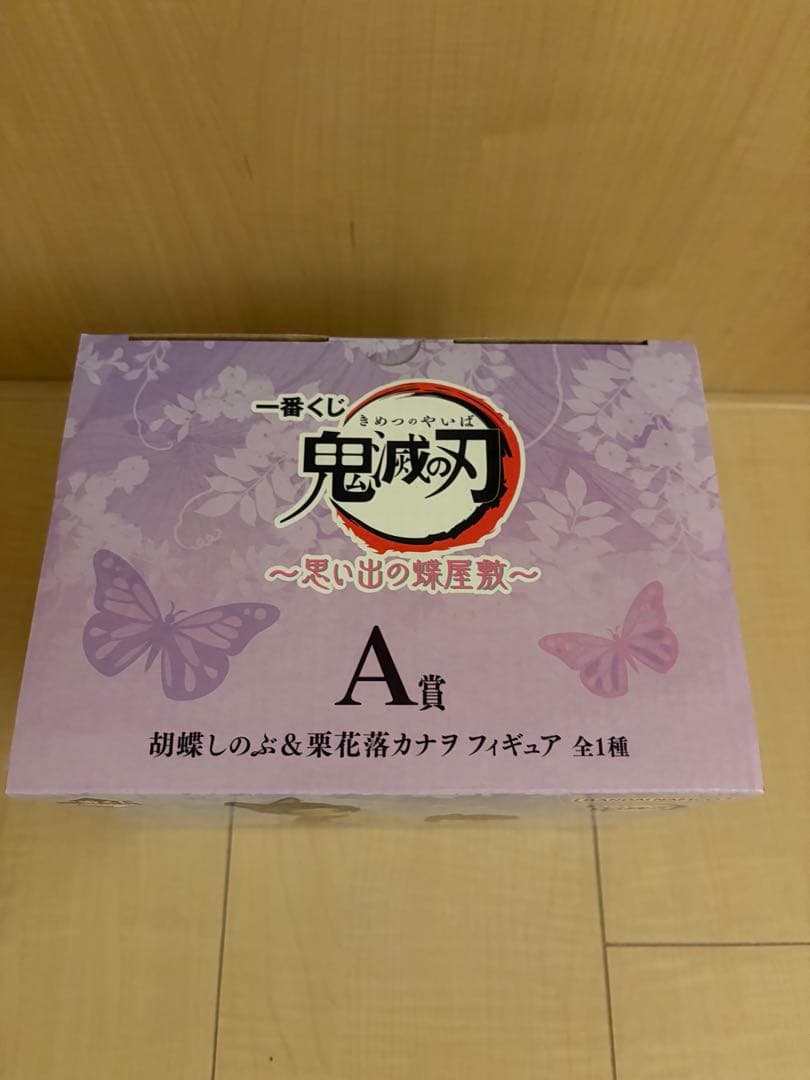 一番くじ
きめつのやいば
鬼滅の刃
～思い出の蝶屋敷～
A賞
胡蝶しのぶ&栗花落カナヲ フィギュア 全1種